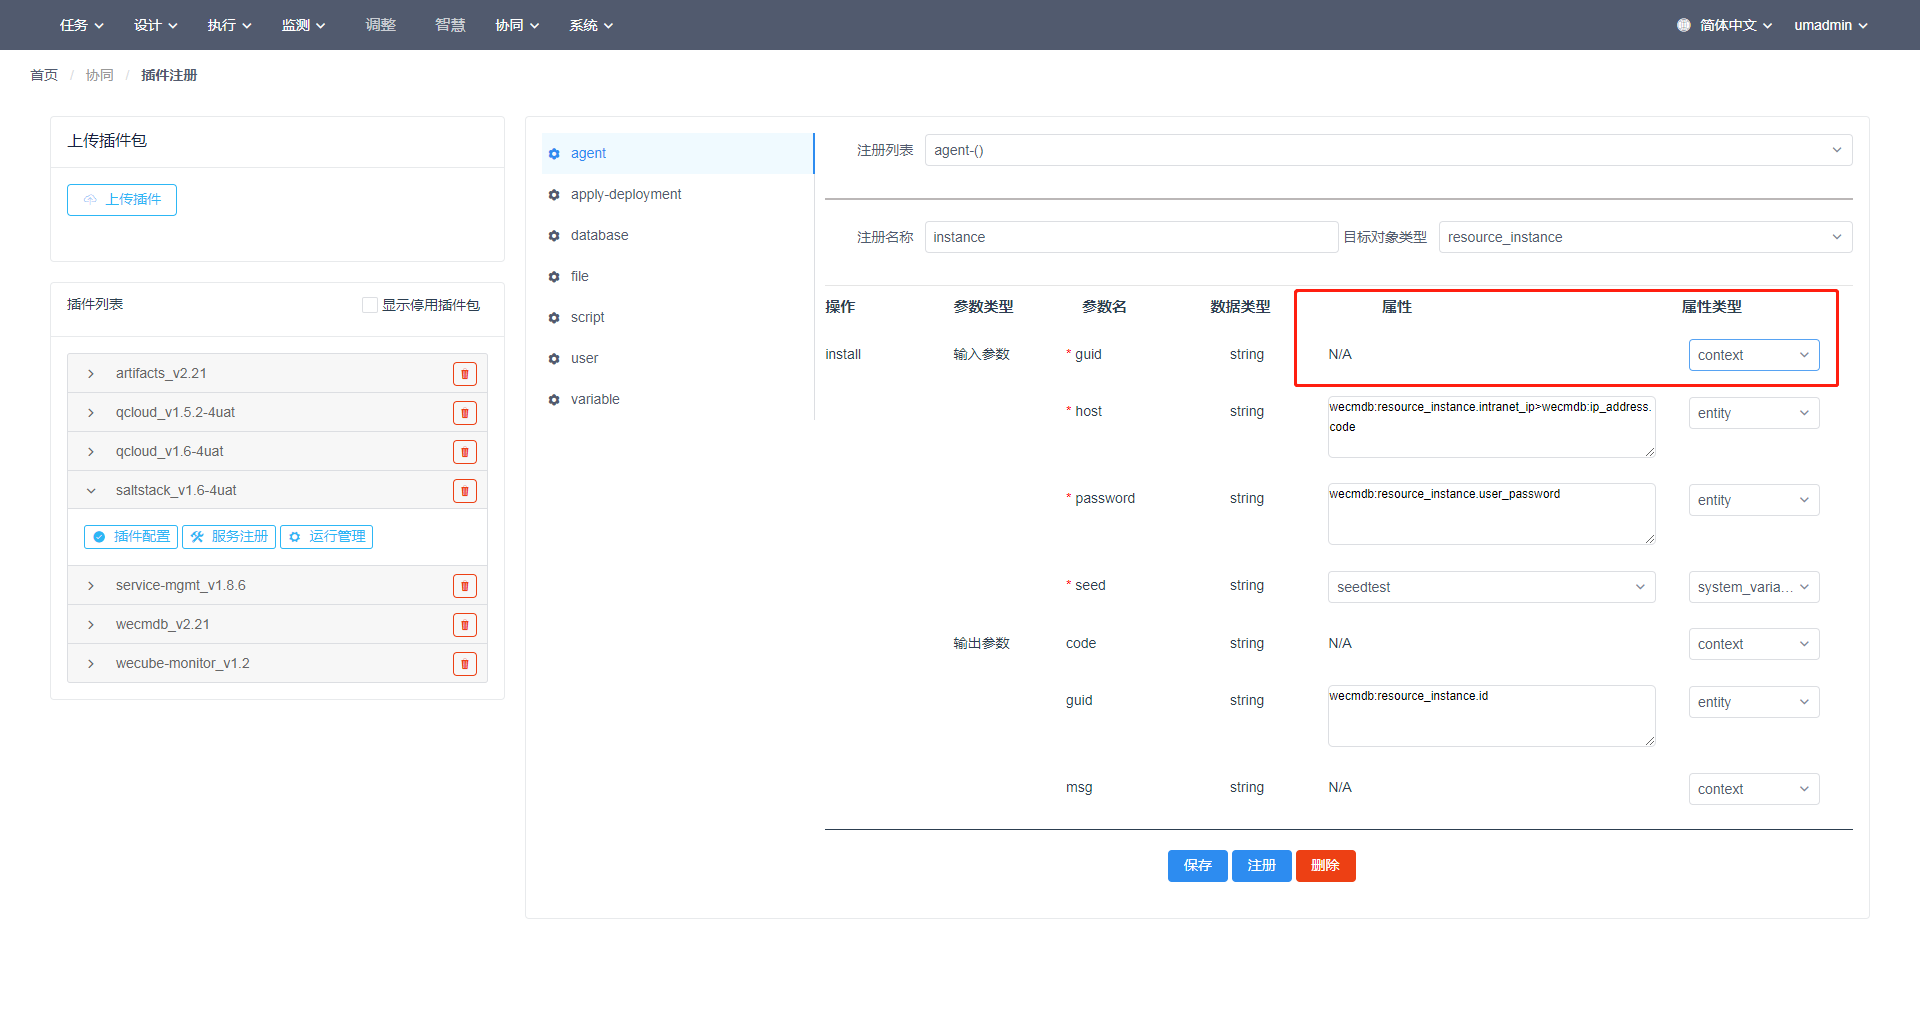 任务 设计 执行 监测 调整 智慧 协同 系统 简体中文 umadmin
首页 / 协同 / 插件注册
上传插件包
上传插件
插件列表 显示停用插件包
artifacts_v2.21
qcloud_v1.5.2-4uat
qcloud_v1.6-4uat
saltstack_v1.6-4uat
插件配置 服务注册 运行管理
service-mgmt_v1.8.6
wecmdb_v2.21
wecube-monitor_v1.2
agent
apply-deployment
database
file
script
user
variable
注册列表 agent-()
注册名称 instance 目标对象类型 resource_instance
操作 参数类型 参数名 数据类型 属性 属性类型
install 输入参数 * guid string N/A context
* host string wecmdb:resource_instance.intranet_ip>wecmdb:ip_address. entity
code
* password string wecmdb:resource_instance.user_password entity
* seed string seedtest system_varia...
输出参数 code string N/A context
guid string wecmdb:resource_instance.id entity
msg string N/A context
保存 注册 删除